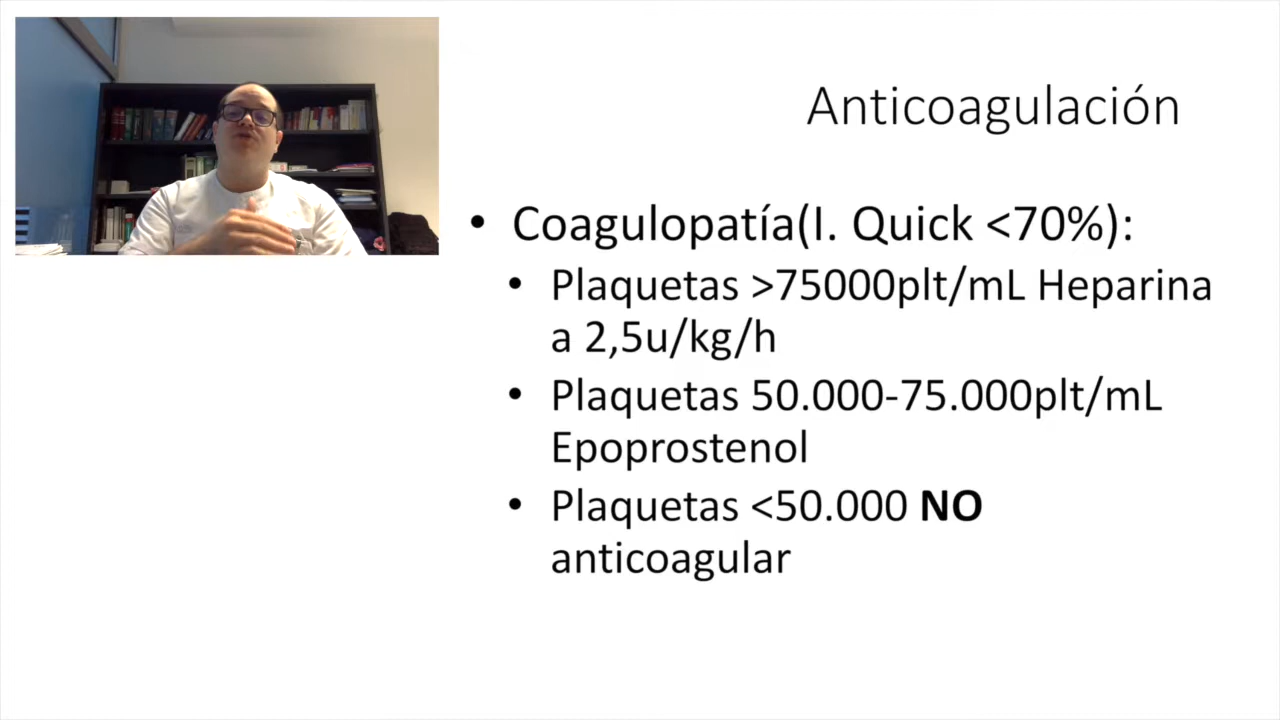 Anticoagulación
• Coagulopatía(I. Quick <70%):
• Plaquetas >75000plt/mL Heparina
a 2,5u/kg/h
• Plaquetas 50.000-75.000plt/mL
Epoprostenol
• Plaquetas <50.000 NO
anticoagular